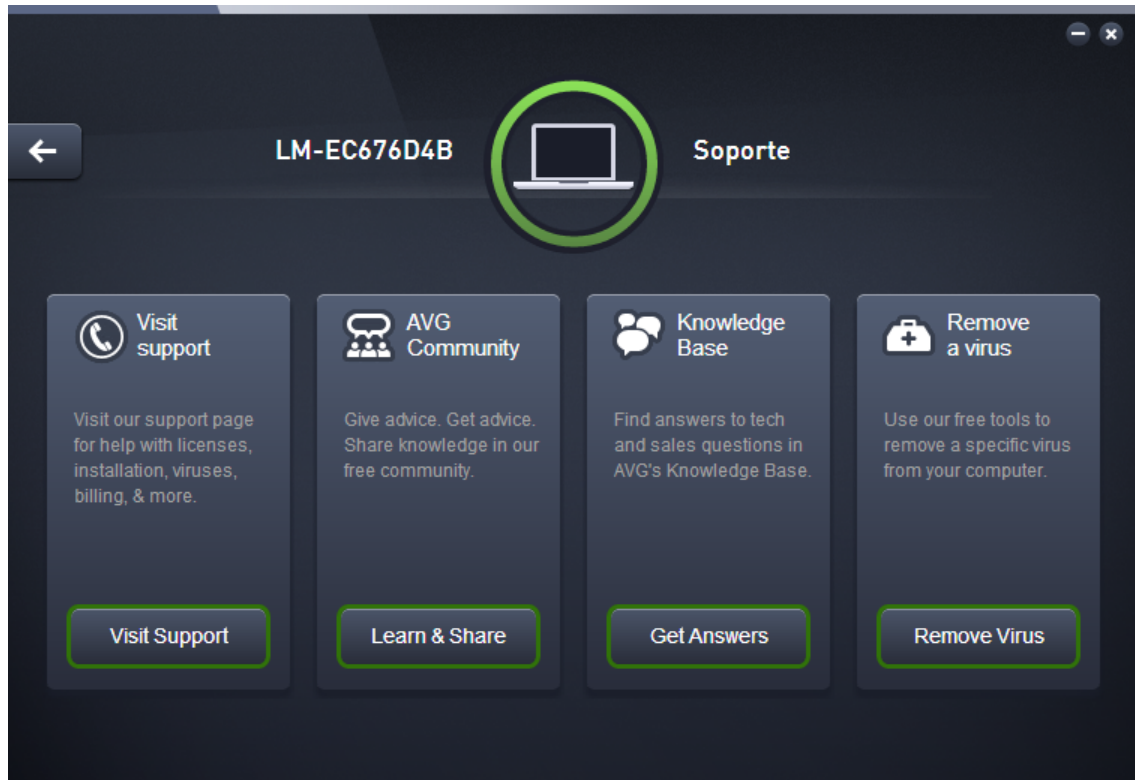 LM-EC676D4B
Soporte
Visit
support
Visit our support page
for help with licenses,
installation, viruses,
billing, & more.
Visit Support
AVG
Community
Give advice. Get advice.
Share knowledge in our
free community.
Learn & Share
Knowledge
Base
Find answers to tech
and sales questions in
AVG's Knowledge Base.
Get Answers
Remove
a virus
Use our free tools to
remove a specific virus
from your computer.
Remove Virus